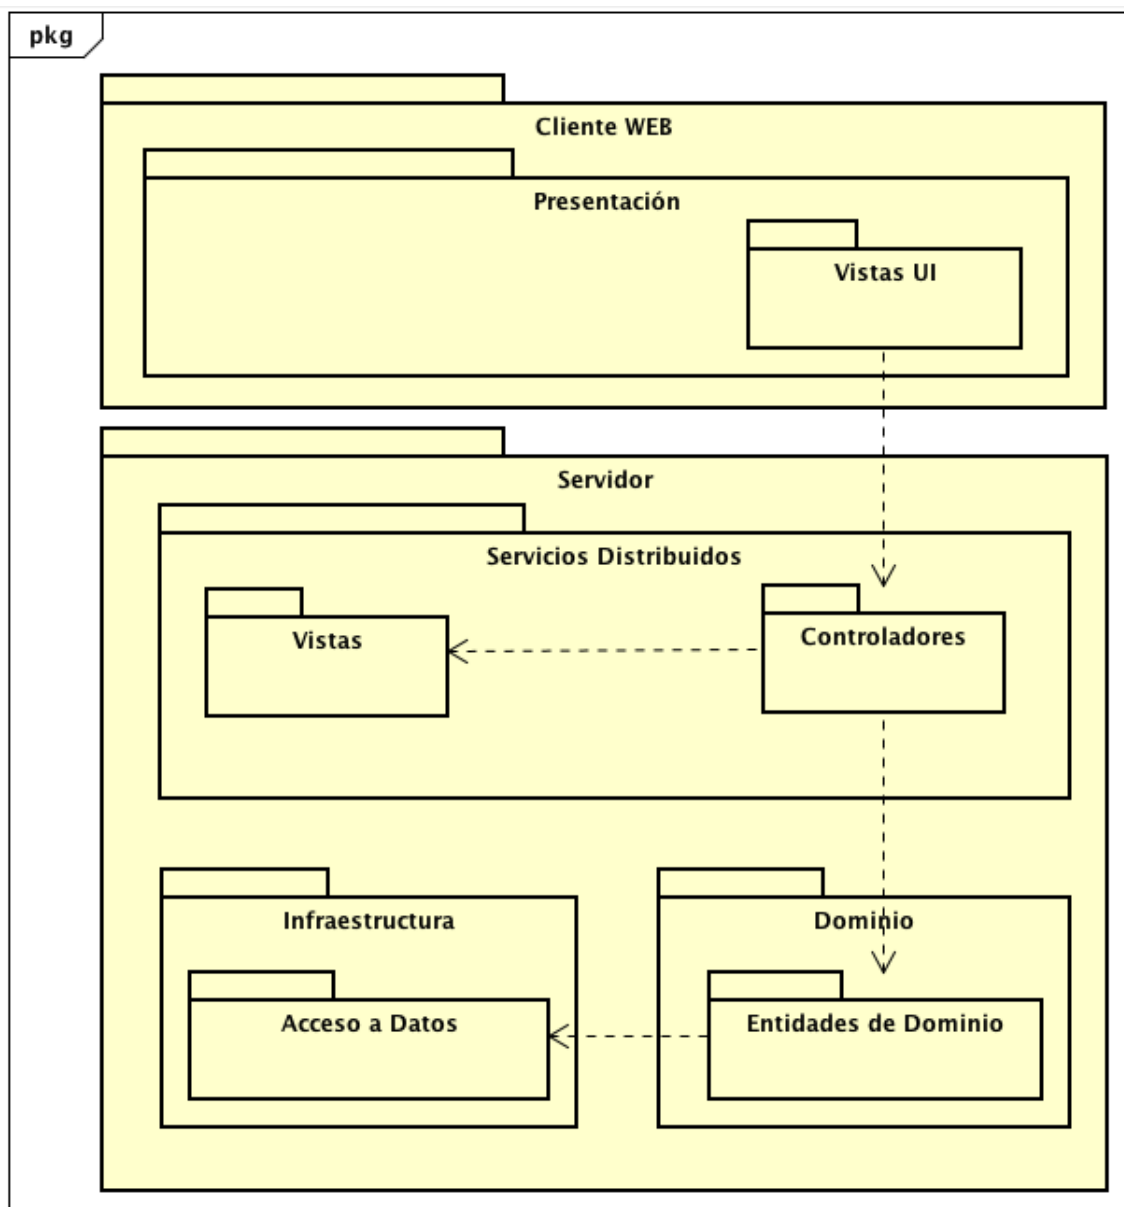 pkg
Cliente WEB
Presentación
Vistas UI
Servidor
Servicios Distribuidos
Vistas
Controladores
Infraestructura
Dominio
Acceso a Datos
Entidades de Dominio